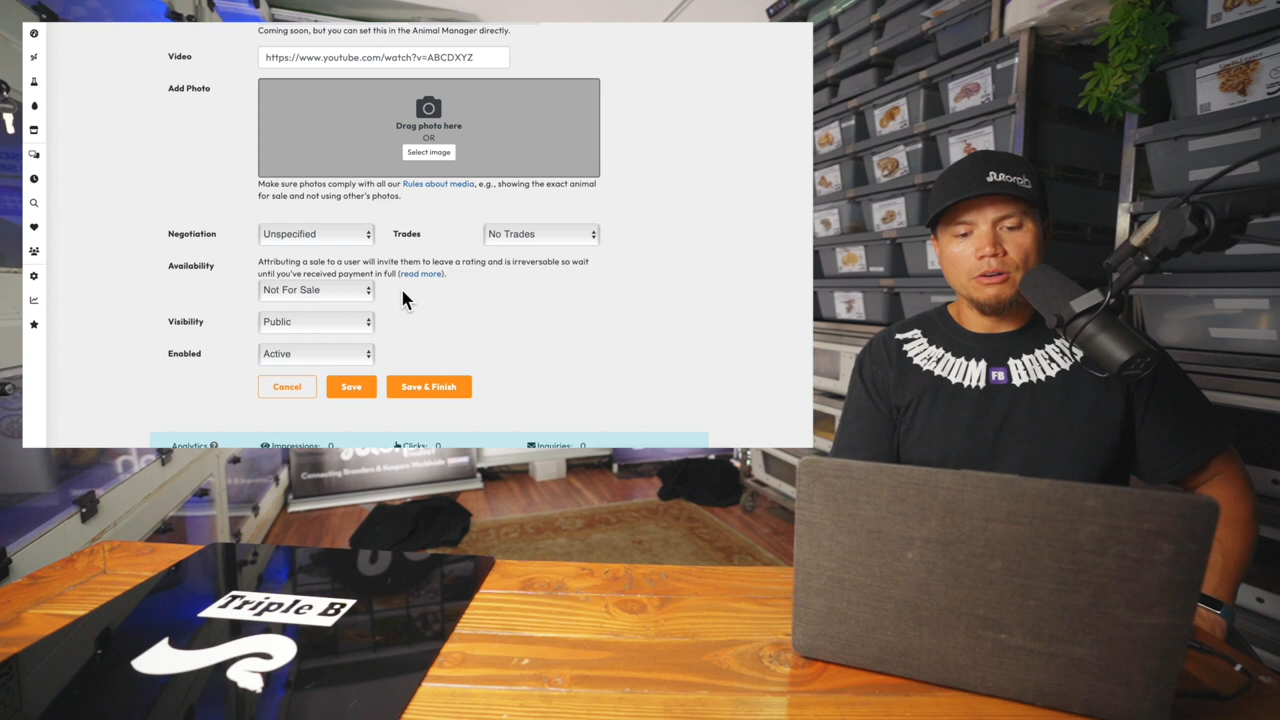 Coming soon, but you can set this in the Animal Manager directly.
Video
https://www.youtube.com/watch?v=ABCDXYZ
Add Photo
Drag photo here
OR
Select image
Make sure photos comply with all our Rules about media, e.g., showing the exact animal
for sale and not using other's photos.
Negotiation
Unspecified
Trades
No Trades
Availability
Attributing a sale to a user will invite them to leave a rating and is irreversable so wait
until you've received payment in full (read more).
Not For Sale
Visibility
Public
Enabled
Active
Cancel
Save
Save & Finish
Analytics
Impressions: 0
Clicks: 0
Inquiries: 0
Connecting Breeders & Keepers Worldwide
FREEDOM
FB
Triple B